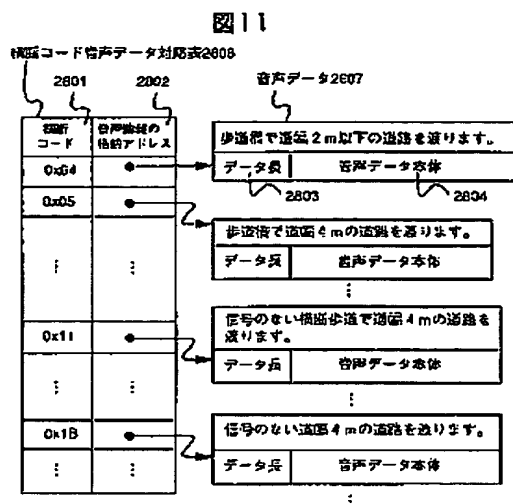 図11
横断コード音声データ対応表2606
2601
2602
音声データ2607
横断
コード
音声動線の
格納アドレス
歩道橋で道幅2m以下の道路を渡ります。
0x04
データ長
音声データ本体
2603
2604
0x05
歩道橋で道幅4mの道路を渡ります。
データ長
音声データ本体
⋮
⋮
⋮
信号のない横断歩道で道幅4mの道路を
渡ります。
0x11
データ長
音声データ本体
⋮
⋮
⋮
信号のない道幅4mの道路を渡ります。
0x1B
データ長
音声データ本体
⋮
⋮
⋮